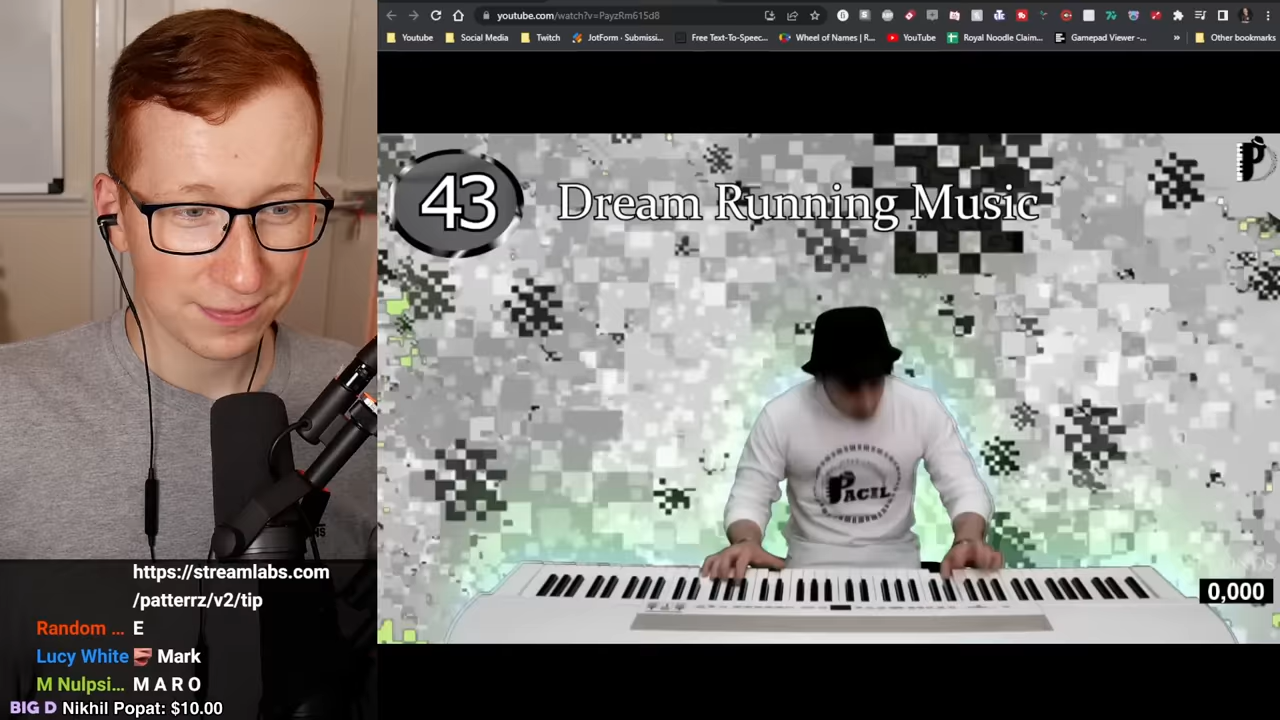 youtube.com/watch?v=PayzRm615d8
Youtube
Social Media
Twitch
JotForm · Submissi...
Free Text-To-Speec...
Wheel of Names | R...
YouTube
Royal Noodle Claim...
Gamepad Viewer -...
»
Other bookmarks
43
Dream Running Music
P
PACIL
0,000
https://streamlabs.com
/patterrz/v2/tip
Random ... E
Lucy White Mark
M Nulpsi... M A R O
BIG D Nikhil Popat: $10.00